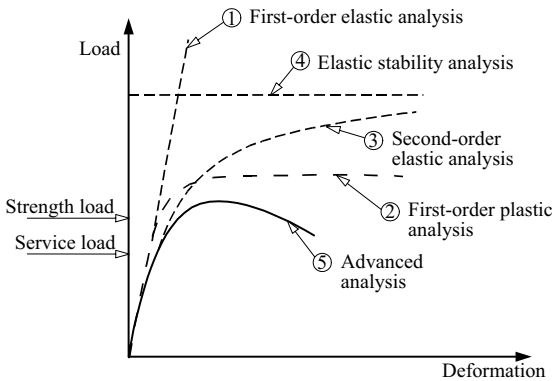 ① First-order elastic analysis
Load
④ Elastic stability analysis
③ Second-order
elastic analysis
Strength load
② First-order plastic
analysis
Service load
⑤ Advanced
analysis
Deformation